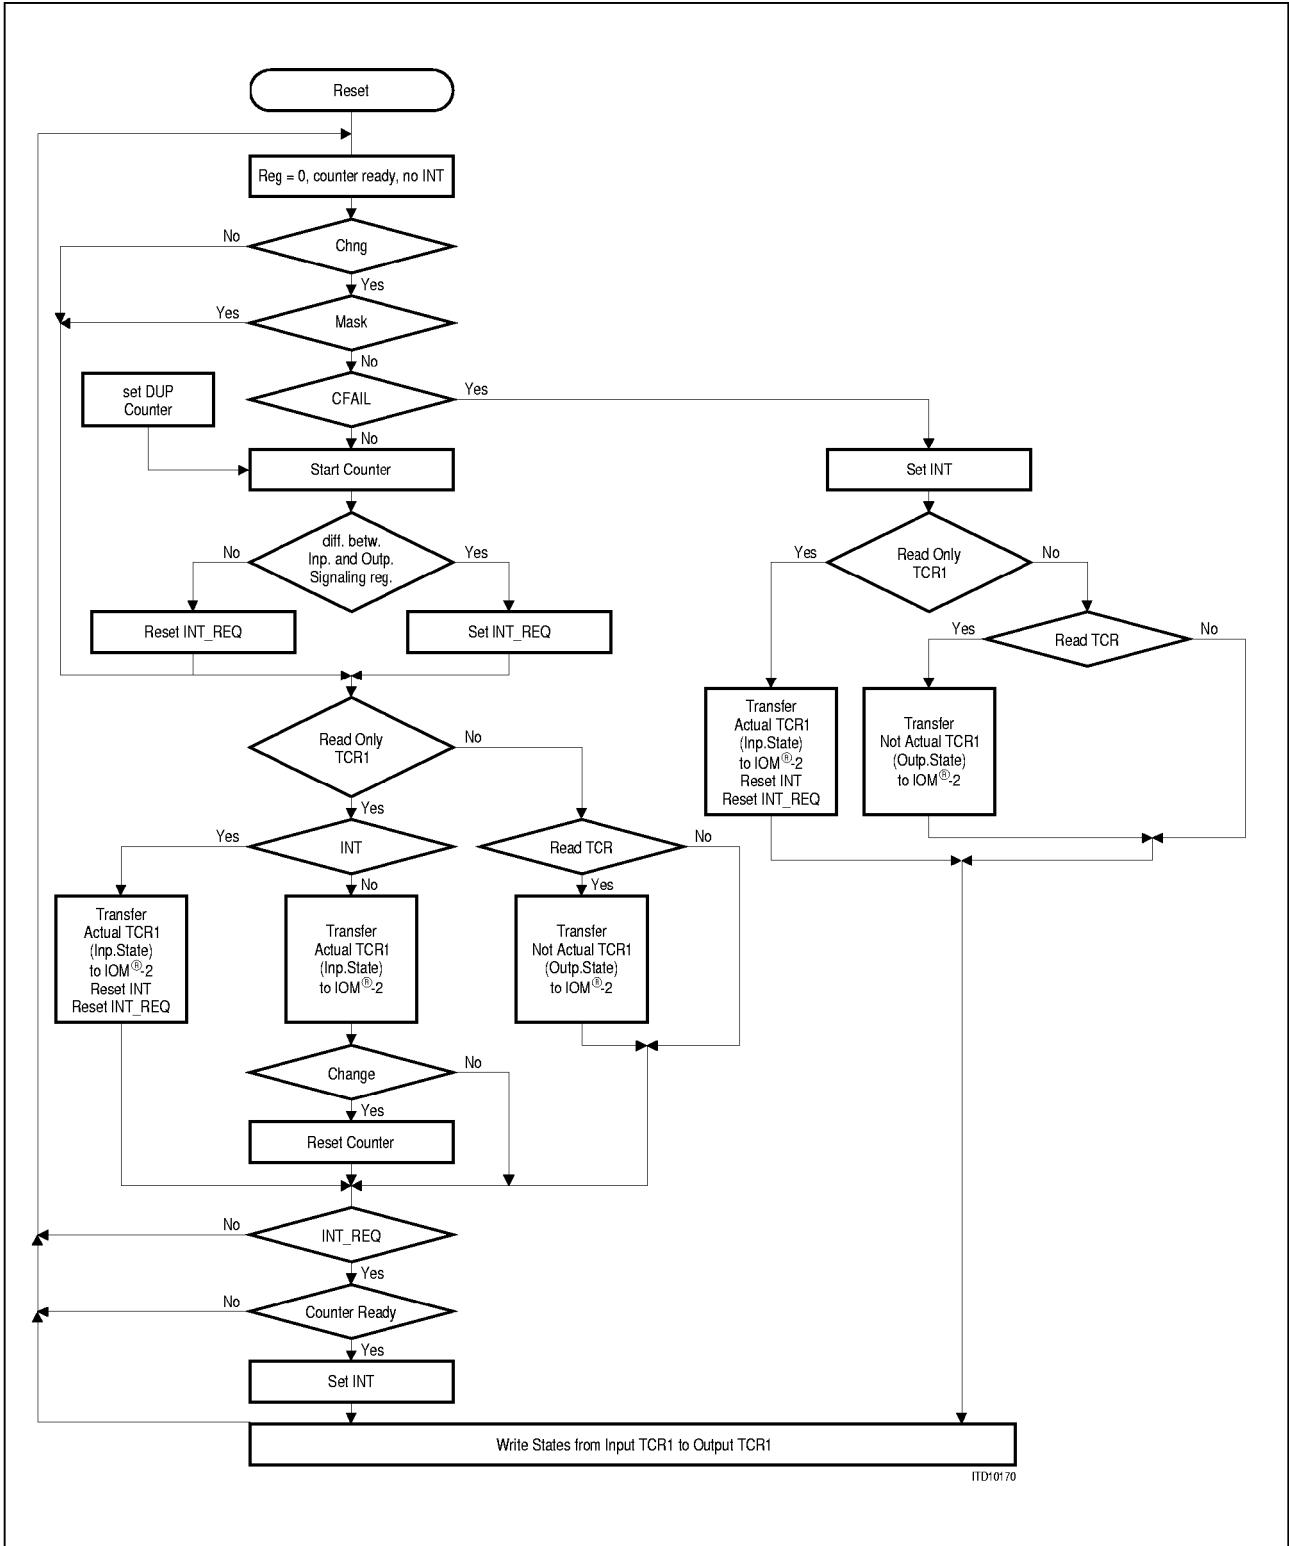 Reset
Reg = 0, counter ready, no INT
No
Chng
Yes
Yes
Mask
No
set DUP
Counter
CFAIL
Yes
No
Start Counter
Set INT
No
diff. betw.
Inp. and Outp.
Signaling reg.
Yes
Yes
Read Only
TCR1
No
Reset INT_REQ
Set INT_REQ
Yes
Read TCR
No
Read Only
TCR1
No
Yes
Transfer
Actual TCR1
(Inp.State)
to IOM®-2
Reset INT
Reset INT_REQ
Transfer
Not Actual TCR1
(Outp.State)
to IOM®-2
Yes
INT
No
Read TCR
No
Yes
Transfer
Actual TCR1
(Inp.State)
to IOM®-2
Reset INT
Reset INT_REQ
Transfer
Actual TCR1
(Inp.State)
to IOM®-2
Transfer
Not Actual TCR1
(Outp.State)
to IOM®-2
Change
No
Yes
Reset Counter
No
INT_REQ
Yes
No
Counter Ready
Yes
Set INT
Write States from Input TCR1 to Output TCR1
ITD10170